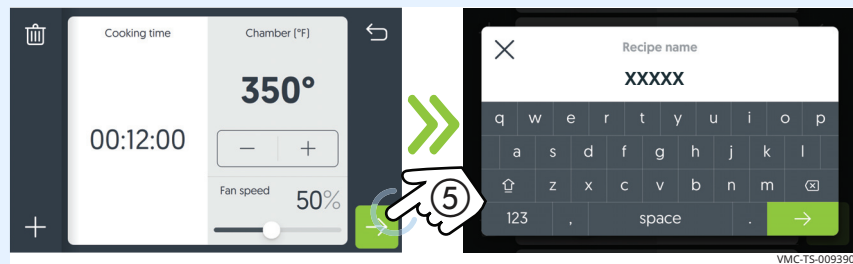 Cooking time
Chamber (°F)
350°
00:12:00
− +
Fan speed
50%
5
Recipe name
XXXXX
q w e r t y u i o p
a s d f g h j k l
z x c v b n m
123 , space .
VMC-TS-009390